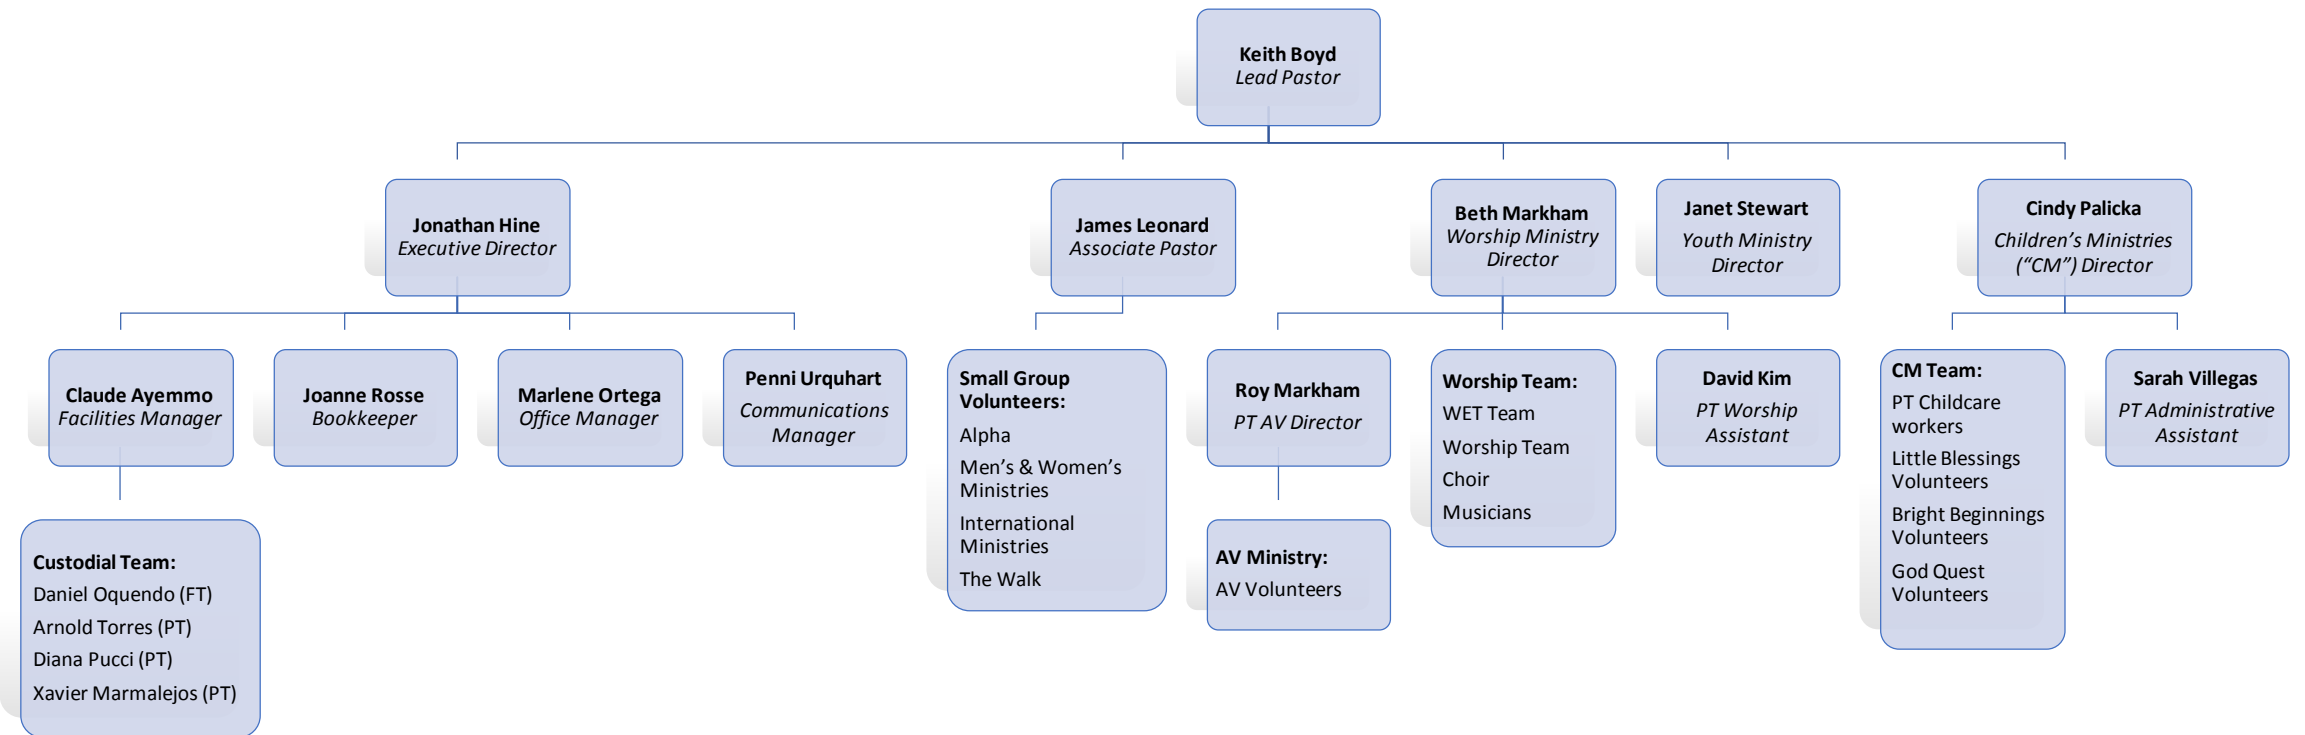 Keith Boyd
Lead Pastor
Jonathan Hine
Executive Director
James Leonard
Associate Pastor
Beth Markham
Worship Ministry
Director
Janet Stewart
Youth Ministry
Director
Cindy Palicka
Children’s Ministries
(“CM”) Director
Claude Ayemmo
Facilities Manager
Joanne Rosse
Bookkeeper
Marlene Ortega
Office Manager
Penni Urquhart
Communications
Manager
Small Group
Volunteers:
Alpha
Men’s & Women’s
Ministries
International
Ministries
The Walk
Roy Markham
PT AV Director
Worship Team:
WET Team
Worship Team
Choir
Musicians
David Kim
PT Worship
Assistant
CM Team:
PT Childcare
workers
Little Blessings
Volunteers
Bright Beginnings
Volunteers
God Quest
Volunteers
Sarah Villegas
PT Administrative
Assistant
Custodial Team:
Daniel Oquendo (FT)
Arnold Torres (PT)
Diana Pucci (PT)
Xavier Marmalejos (PT)
AV Ministry:
AV Volunteers